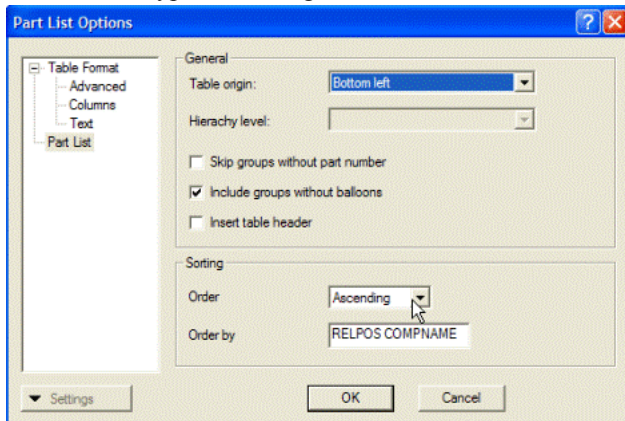 Part List Options
Table Format
Advanced
Columns
Text
Part List
General
Table origin: Bottom left
Hierachy level:
Skip groups without part number
Include groups without balloons
Insert table header
Sorting
Order Ascending
Order by RELPOS COMPNAME
Settings OK Cancel